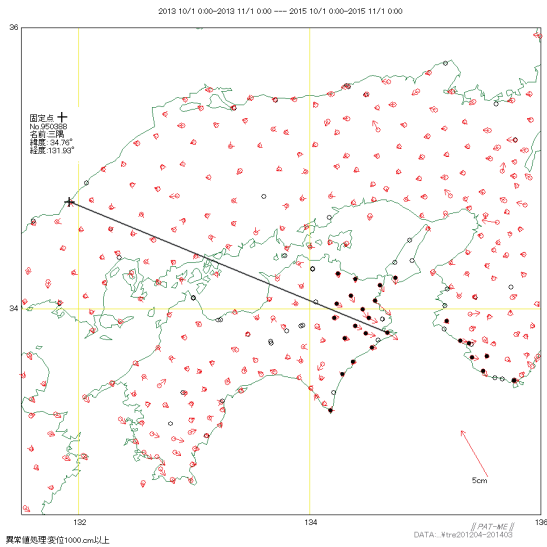 2013 10/1 0:00-2013 11/1 0:00 --- 2015 10/1 0:00-2015 11/1 0:00
36
固定点
No.950388
名前:三隅
緯度: 34.76°
経度:131.93°
34
5cm
132
134
136
// PAT-ME //
DATA:..¥tre201204-201403
異常値処理:変位1000.cm以上